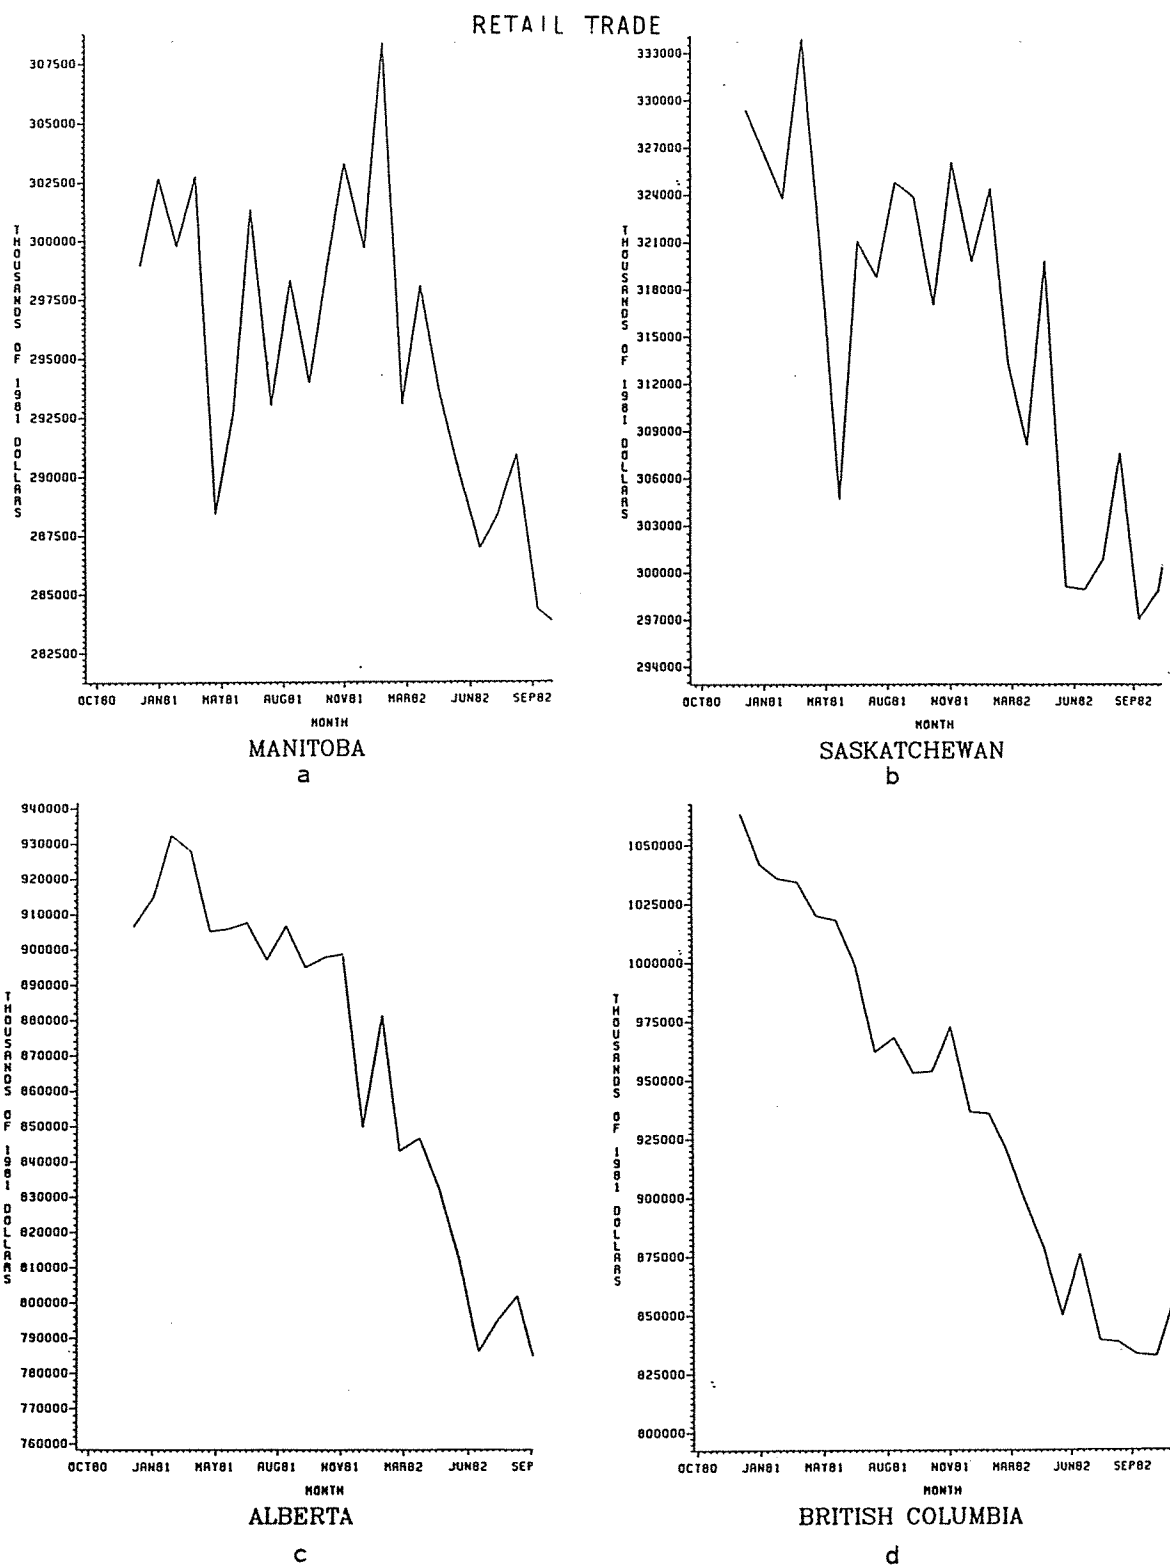 RETAIL TRADE
307500
305000
302500
300000
297500
295000
292500
290000
287500
285000
282500
THOUSANDS OF 1981 DOLLARS
OCT80 JAN81 MAY81 AUG81 NOV81 MAR82 JUN82 SEP82
MONTH
MANITOBA
a
333000
330000
327000
324000
321000
318000
315000
312000
309000
306000
303000
300000
297000
294000
THOUSANDS OF 1981 DOLLARS
OCT80 JAN81 MAY81 AUG81 NOV81 MAR82 JUN82 SEP82
MONTH
SASKATCHEWAN
b
940000
930000
920000
910000
900000
890000
880000
870000
860000
850000
840000
830000
820000
810000
800000
790000
780000
770000
760000
THOUSANDS OF 1981 DOLLARS
OCT80 JAN81 MAY81 AUG81 NOV81 MAR82 JUN82 SEP
MONTH
ALBERTA
c
1050000
1025000
1000000
975000
950000
925000
900000
875000
850000
825000
800000
THOUSANDS OF 1981 DOLLARS
OCT80 JAN81 MAY81 AUG81 NOV81 MAR82 JUN82 SEP82
MONTH
BRITISH COLUMBIA
d